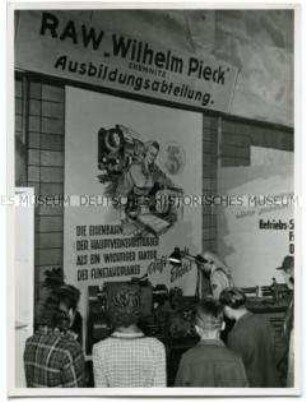 RAW „Wilhelm Pieck"
CHEMNITZ
Ausbildungsabteilung.
DIE EISENBAHN
DER HAUPTVERKEHRSTRÄGER
ALS EIN WICHTIGER FAKTOR
DES FÜNFJAHRPLANES
Betriebs-S
DEUTSCHES HISTORISCHES MUSEUM